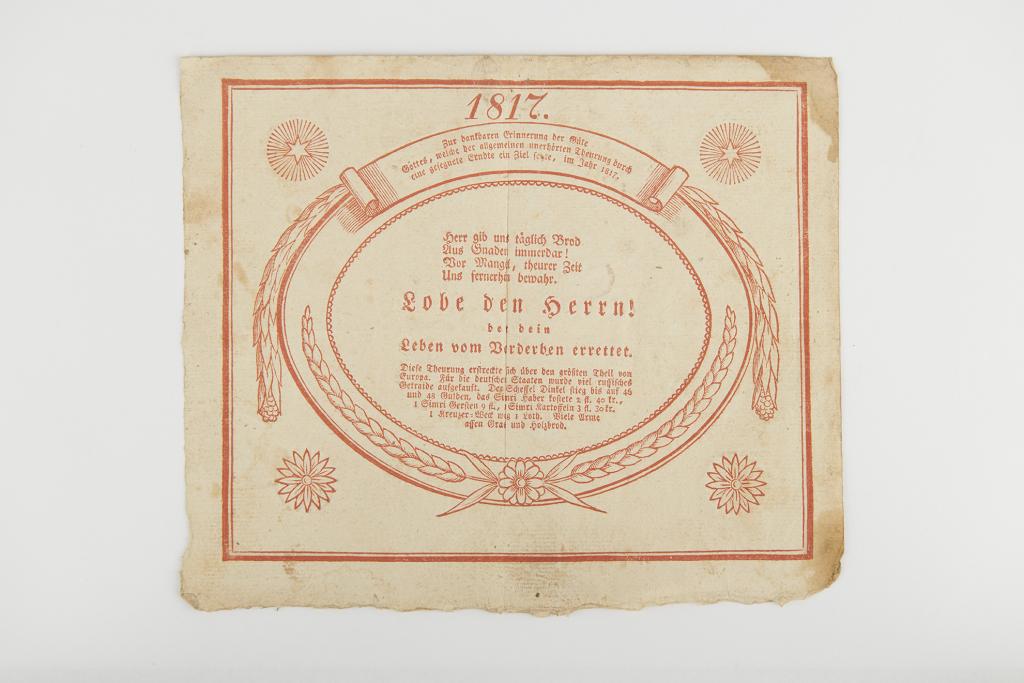 1817.
Zur dankbaren Erinnerung der Güte
Gottes, welche der allgemeinen unerhörten Theurung durch
eine gesegnete Erndte ein Ziel sezte, im Jahr 1817.
Herr gib uns täglich Brod
Aus Gnaden immerdar!
Vor Mangel, theurer Zeit
Uns fernerhin bewahr.
Lobe den Herrn!
der dein
Leben vom Verderben errettet.
Diese Theurung erstreckte sich über den größten Theil von
Europa. Für die deutschen Staaten wurde viel russisches
Getraide aufgekauft. Der Scheffel Dinkel stieg bis auf 46
und 48 Gulden, das Simri Haber kostete 2 fl. 40 kr.,
1 Simri Gersten 9 fl., 1 Simri Kartoffeln 3 fl. 30 kr.
1 Kreuzer-Weck wig 1 Loth. Viele Arme
assen Gras und Holzbrod.